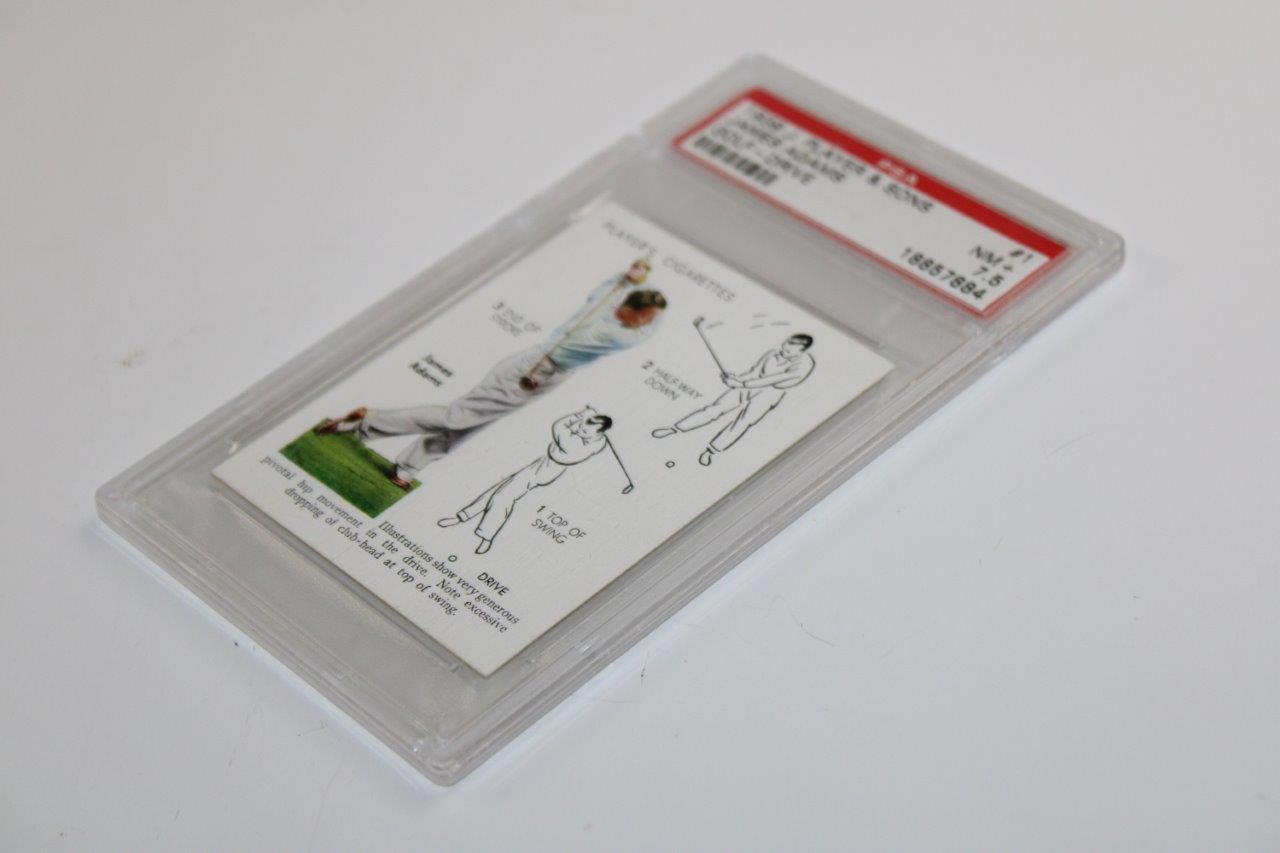 PSA
J. PLAYER & SONS #1
JAMES ADAMS NM+
GOLF-DRIVE 7.5
18857884
PLAYER'S CIGARETTES
3 END OF
STROKE
James
Adams
2 HALF-WAY
DOWN
1 TOP OF
SWING
DRIVE
Illustrations show very generous
pivotal hip movement in the drive. Note excessive
dropping of club-head at top of swing.